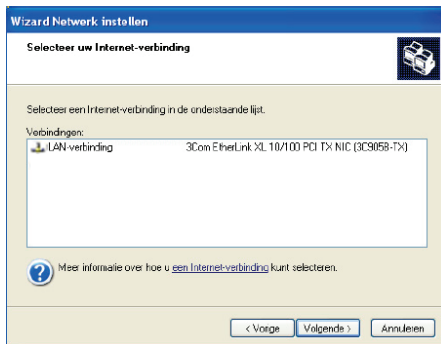 Wizard Netwerk instellen
Selecteer uw Internet-verbinding
Selecteer een Internet-verbinding in de onderstaande lijst.
Verbindingen:
LAN-verbinding 3Com EtherLink XL 10/100 PCI TX NIC (3C905B-TX)
Meer informatie over hoe u een Internet-verbinding kunt selecteren.
< Vorige Volgende > Annuleren